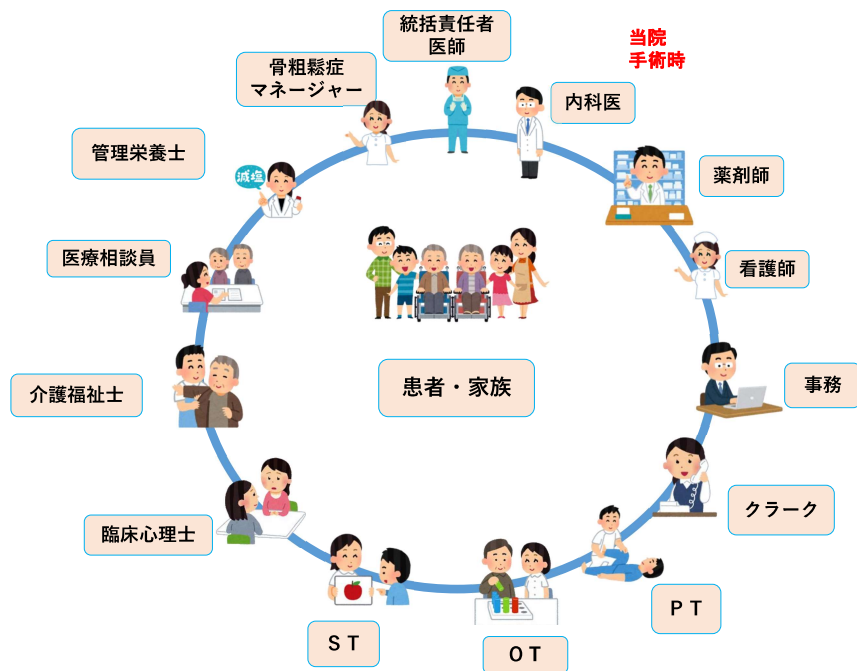 統括責任者
医師
当院
手術時
骨粗鬆症
マネージャー
内科医
管理栄養士
減塩
薬剤師
医療相談員
看護師
患者・家族
介護福祉士
事務
臨床心理士
クラーク
ＰＴ
ＳＴ
ＯＴ